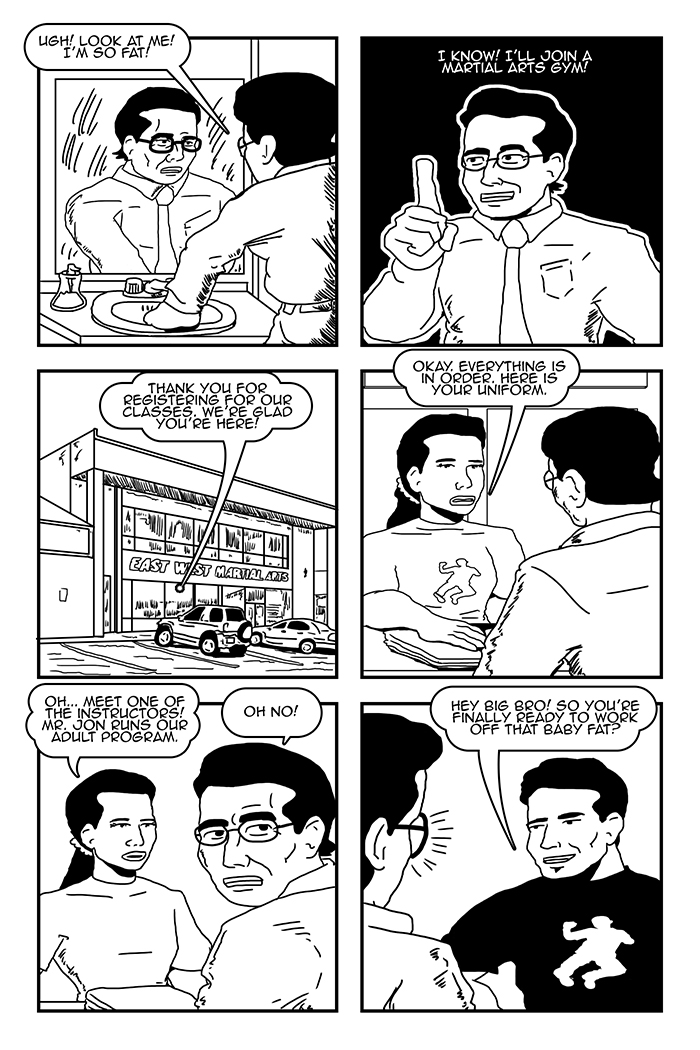 UGH! LOOK AT ME!
I'M SO FAT!
I KNOW! I'LL JOIN A
MARTIAL ARTS GYM!
THANK YOU FOR
REGISTERING FOR OUR
CLASSES. WE'RE GLAD
YOU'RE HERE!
EAST WEST MARTIAL ARTS
OKAY. EVERYTHING IS
IN ORDER. HERE IS
YOUR UNIFORM.
OH... MEET ONE OF
THE INSTRUCTORS!
MR. JON RUNS OUR
ADULT PROGRAM.
OH NO!
HEY BIG BRO! SO YOU'RE
FINALLY READY TO WORK
OFF THAT BABY FAT?